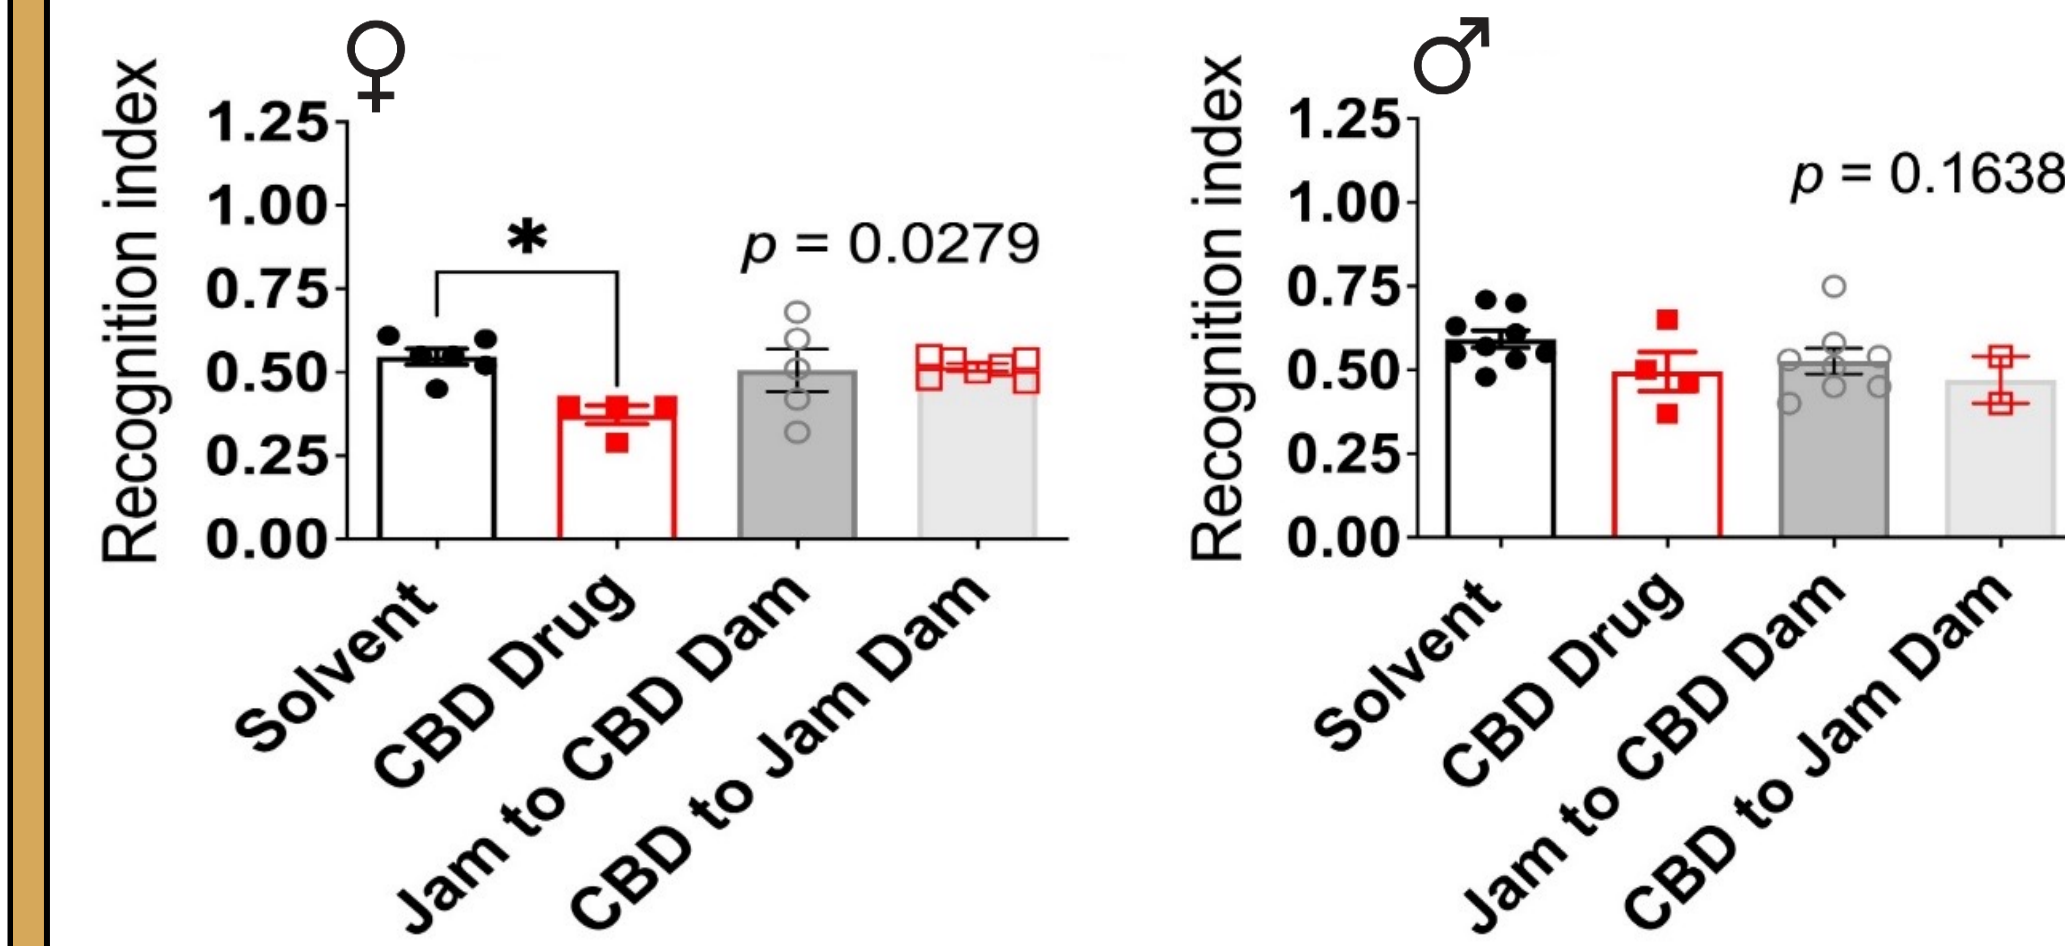 ♀
Recognition index
1.25
1.00
0.75
0.50
0.25
0.00
*
p = 0.0279
Solvent
CBD Drug
Jam to CBD Dam
CBD to Jam Dam
♂
Recognition index
1.25
1.00
0.75
0.50
0.25
0.00
p = 0.1638
Solvent
CBD Drug
Jam to CBD Dam
CBD to Jam Dam